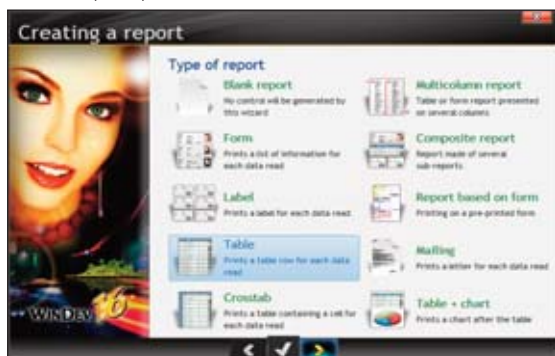 Creating a report
Type of report
Blank report
No control will be generated by
this wizard
Multicolumn report
Table or form report presented
on several columns
Form
Prints a list of information for
each data read
Composite report
Report made of several
sub-reports
Label
Prints a label for each data read
Report based on form
Printing on a pre-printed form
Table
Prints a table row for each data
read
Mailing
Prints a letter for each data read
Crosstab
Prints a table containing a cell for
each data read
Table + chart
Prints a chart after the table
WINDEV 16